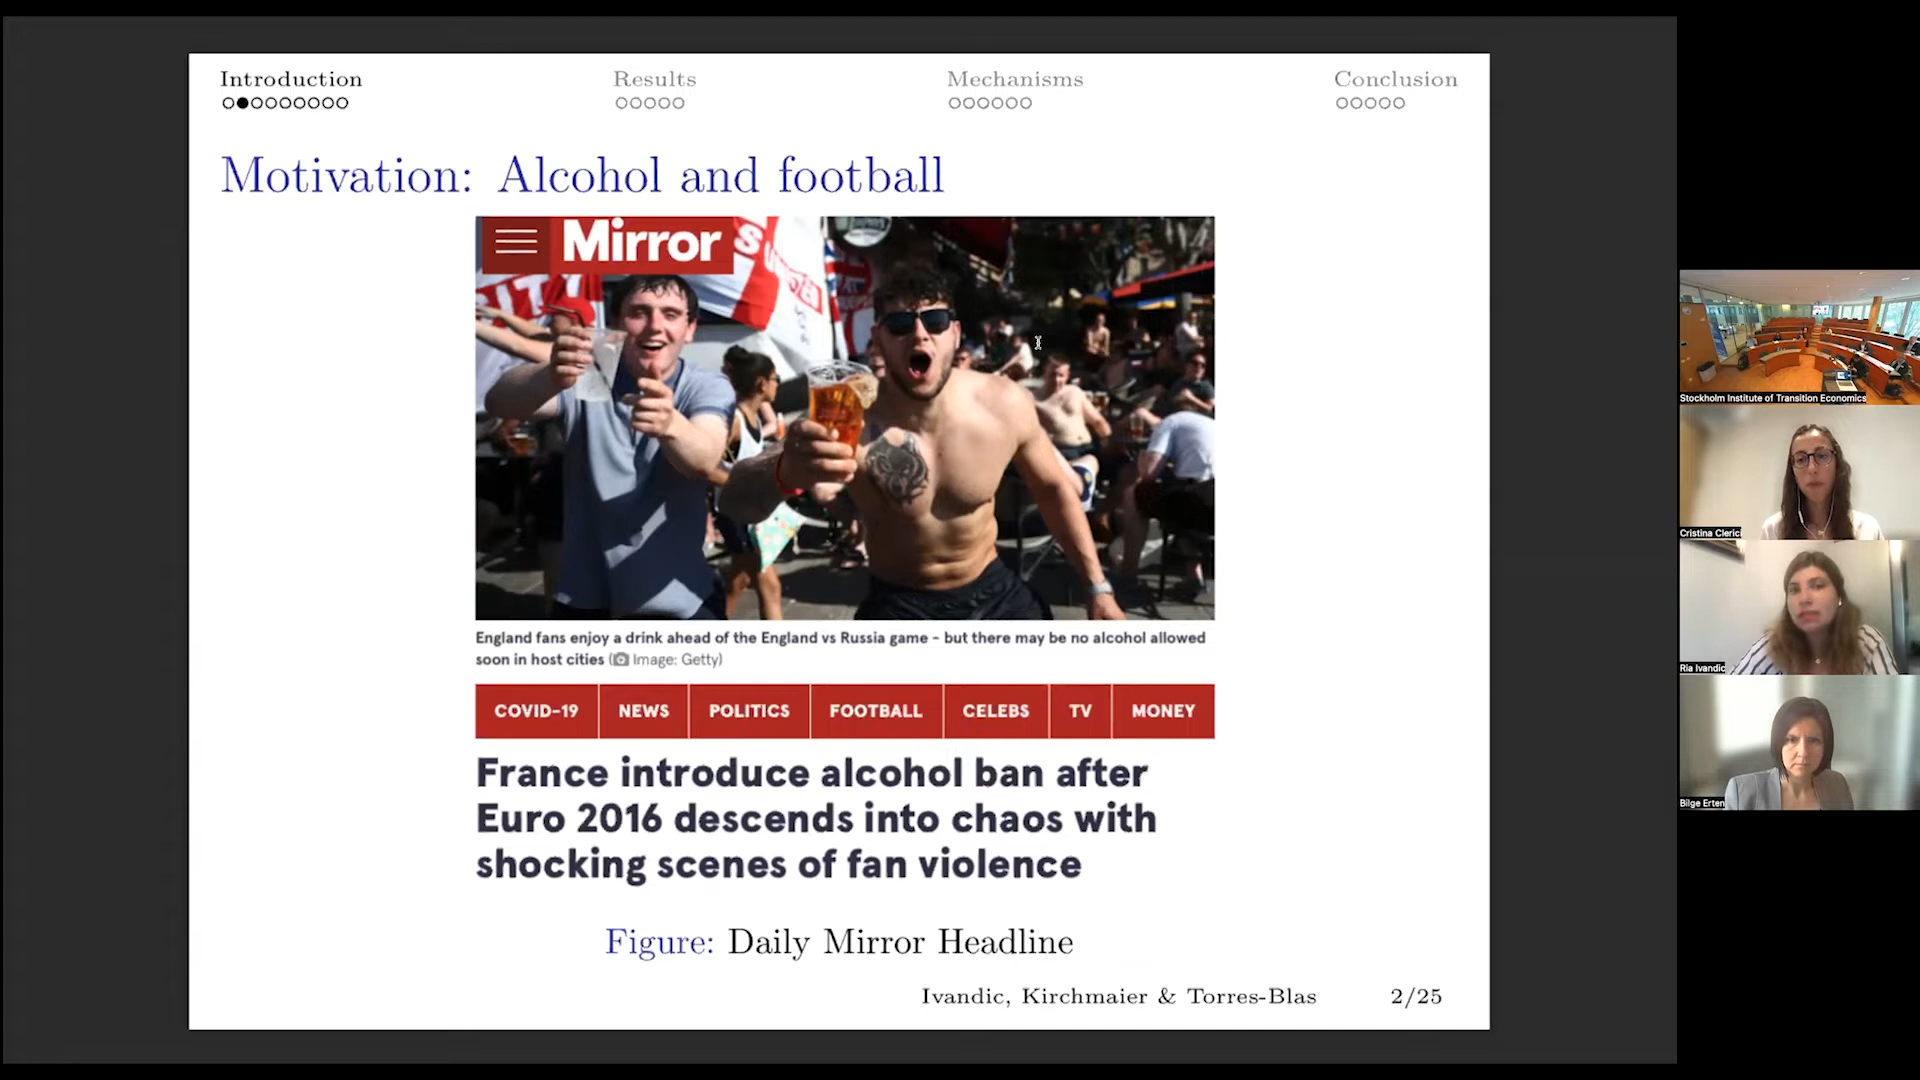 Introduction
Results
Mechanisms
Conclusion
Motivation: Alcohol and football
Mirror
England fans enjoy a drink ahead of the England vs Russia game - but there may be no alcohol allowed
soon in host cities (Image: Getty)
COVID-19 NEWS POLITICS FOOTBALL CELEBS TV MONEY
France introduce alcohol ban after
Euro 2016 descends into chaos with
shocking scenes of fan violence
Figure: Daily Mirror Headline
Ivandic, Kirchmaier & Torres-Blas 2/25
Stockholm Institute of Transition Economics
Cristina Clerici
Ria Ivandic
Bilge Erten